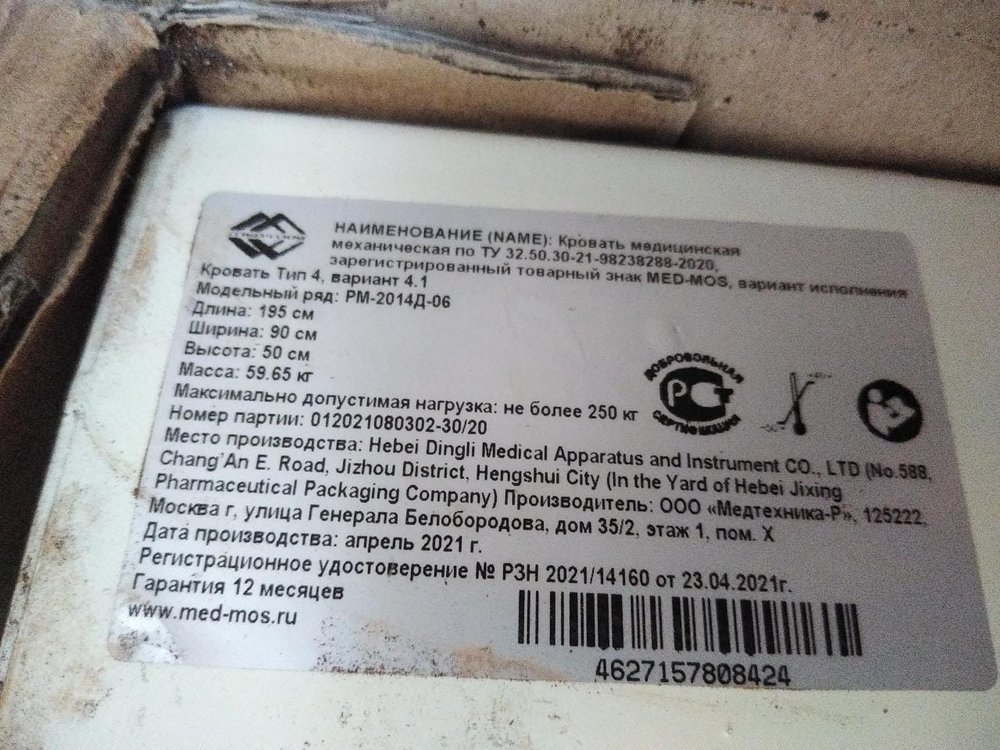 НАИМЕНОВАНИЕ (NAME): Кровать медицинская
механическая по ТУ 32.50.30-21-98238288-2020,
зарегистрированный товарный знак MED-MOS, вариант исполнения
Кровать Тип 4, вариант 4.1
Модельный ряд: РМ-2014Д-06
Длина: 195 см
Ширина: 90 см
Высота: 50 см
Масса: 59.65 кг
Максимально допустимая нагрузка: не более 250 кг
Номер партии: 012021080302-30/20
ДОБРОВОЛЬНАЯ
РСТ
СЕРТИФИКАЦИЯ
Место производства: Hebei Dingli Medical Apparatus and Instrument CO., LTD (No.588,
Chang'An E. Road, Jizhou District, Hengshui City (In the Yard of Hebei Jixing
Pharmaceutical Packaging Company) Производитель: ООО «Медтехника-Р», 125222,
Москва г, улица Генерала Белобородова, дом 35/2, этаж 1, пом. X
Дата производства: апрель 2021 г.
Регистрационное удостоверение № РЗН 2021/14160 от 23.04.2021г.
Гарантия 12 месяцев
www.med-mos.ru
4627157808424